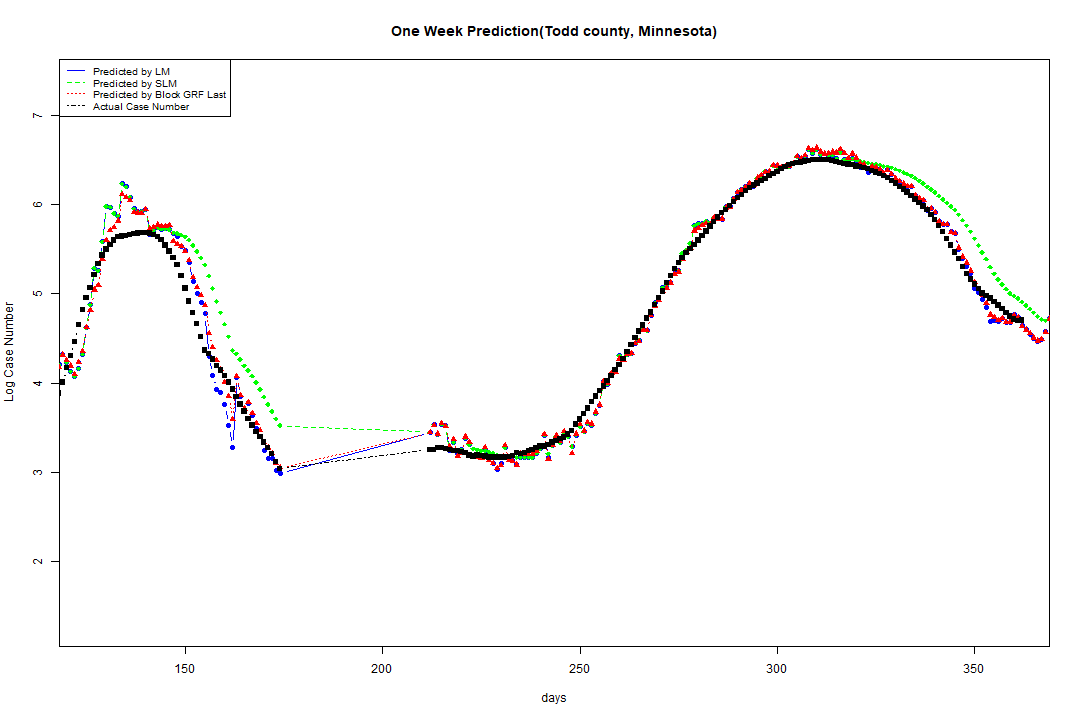 One Week Prediction(Todd county, Minnesota)
Predicted by LM
Predicted by SLM
Predicted by Block GRF Last
Actual Case Number
7
6
5
4
3
2
Log Case Number
150 200 250 300 350
days